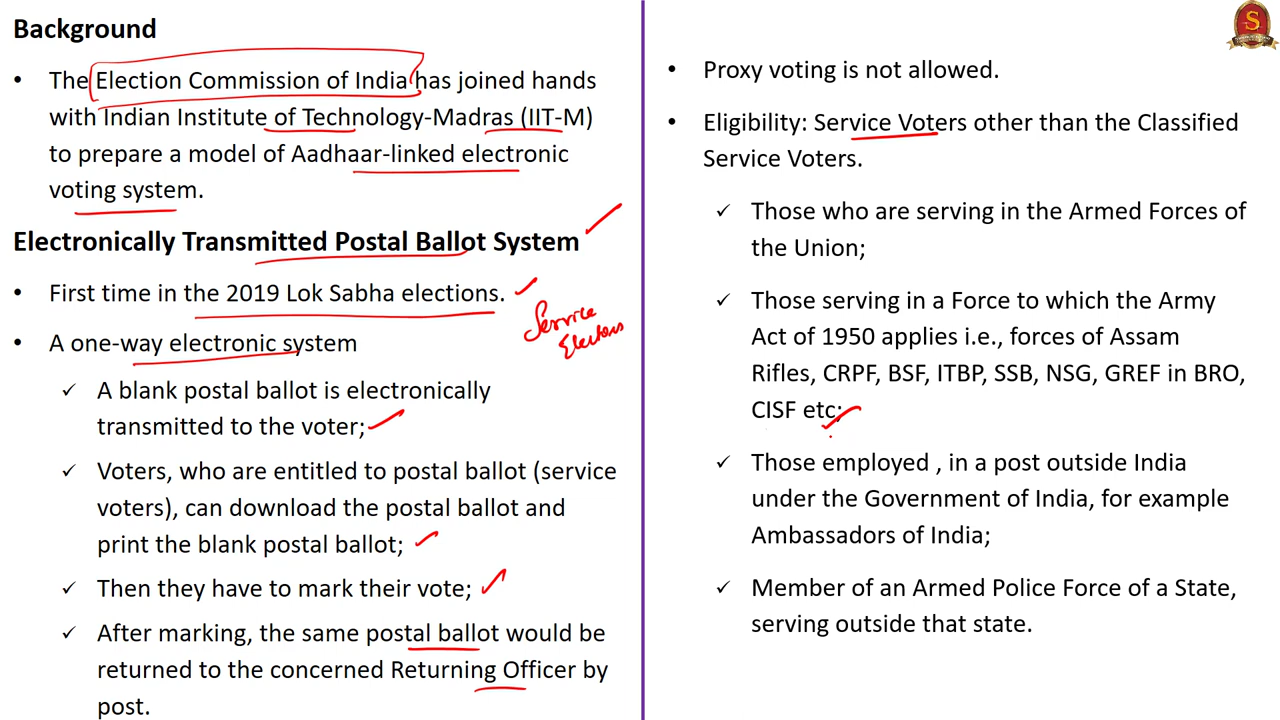 Background
• The Election Commission of India has joined hands
with Indian Institute of Technology-Madras (IIT-M)
to prepare a model of Aadhaar-linked electronic
voting system.
Electronically Transmitted Postal Ballot System
• First time in the 2019 Lok Sabha elections.
Service
Electors
• A one-way electronic system
✓ A blank postal ballot is electronically
transmitted to the voter;
✓ Voters, who are entitled to postal ballot (service
voters), can download the postal ballot and
print the blank postal ballot;
✓ Then they have to mark their vote;
✓ After marking, the same postal ballot would be
returned to the concerned Returning Officer by
post.
S
• Proxy voting is not allowed.
• Eligibility: Service Voters other than the Classified
Service Voters.
✓ Those who are serving in the Armed Forces of
the Union;
✓ Those serving in a Force to which the Army
Act of 1950 applies i.e., forces of Assam
Rifles, CRPF, BSF, ITBP, SSB, NSG, GREF in BRO,
CISF etc;
✓ Those employed , in a post outside India
under the Government of India, for example
Ambassadors of India;
✓ Member of an Armed Police Force of a State,
serving outside that state.